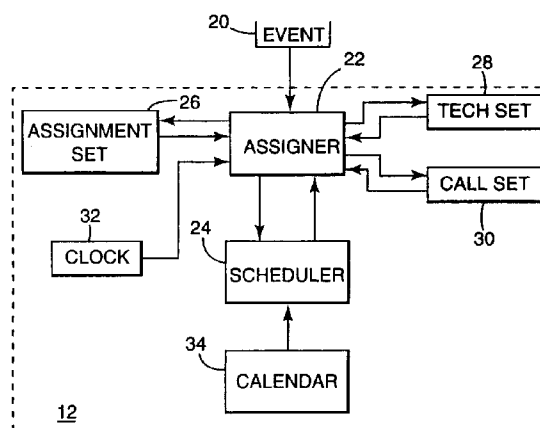 20
EVENT
22
28
26
ASSIGNMENT
SET
ASSIGNER
TECH SET
CALL SET
30
32
CLOCK
24
SCHEDULER
34
CALENDAR
12